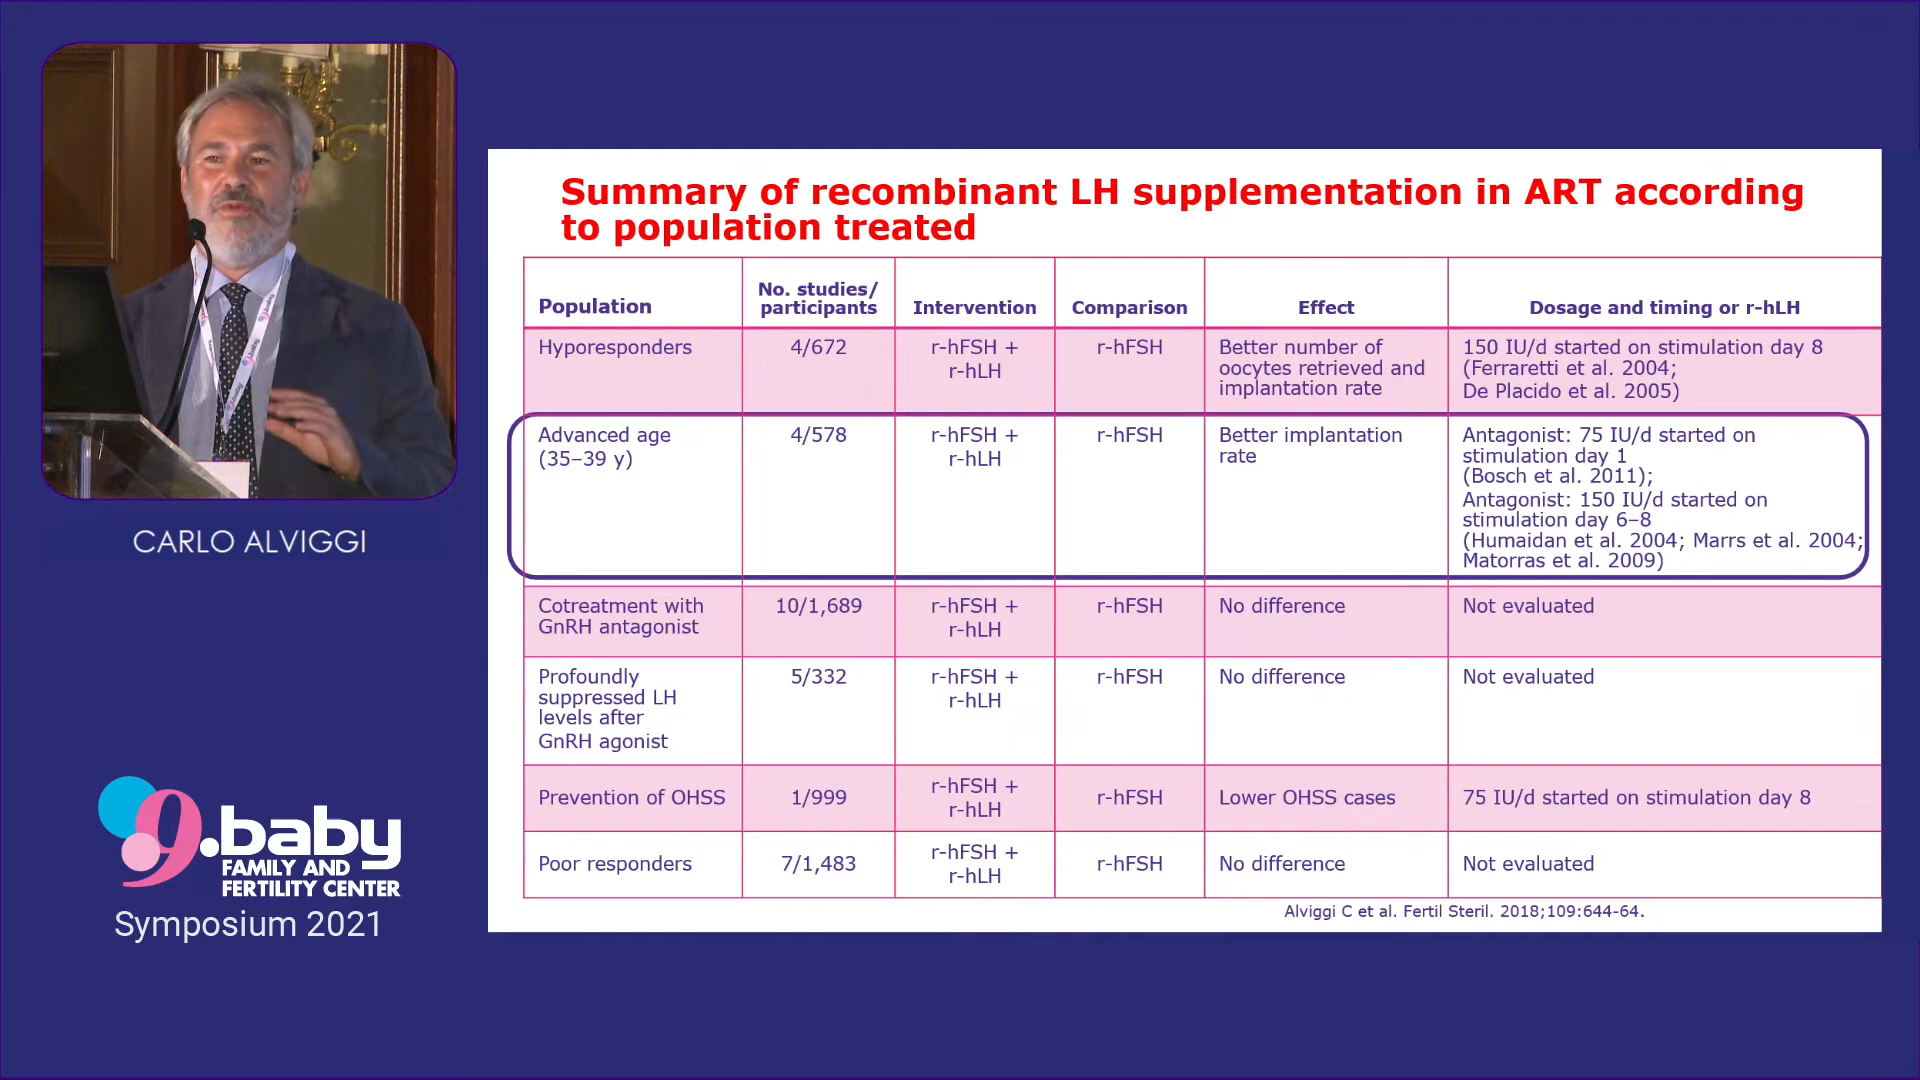 CARLO ALVIGGI
9.baby
FAMILY AND
FERTILITY CENTER
Symposium 2021
Summary of recombinant LH supplementation in ART according
to population treated
Population
No. studies/
participants
Intervention
Comparison
Effect
Dosage and timing or r-hLH
Hyporesponders
4/672
r-hFSH +
r-hLH
r-hFSH
Better number of
oocytes retrieved and
implantation rate
150 IU/d started on stimulation day 8
(Ferraretti et al. 2004;
De Placido et al. 2005)
Advanced age
(35–39 y)
4/578
r-hFSH +
r-hLH
r-hFSH
Better implantation
rate
Antagonist: 75 IU/d started on
stimulation day 1
(Bosch et al. 2011);
Antagonist: 150 IU/d started on
stimulation day 6–8
(Humaidan et al. 2004; Marrs et al. 2004;
Matorras et al. 2009)
Cotreatment with
GnRH antagonist
10/1,689
r-hFSH +
r-hLH
r-hFSH
No difference
Not evaluated
Profoundly
suppressed LH
levels after
GnRH agonist
5/332
r-hFSH +
r-hLH
r-hFSH
No difference
Not evaluated
Prevention of OHSS
1/999
r-hFSH +
r-hLH
r-hFSH
Lower OHSS cases
75 IU/d started on stimulation day 8
Poor responders
7/1,483
r-hFSH +
r-hLH
r-hFSH
No difference
Not evaluated
Alviggi C et al. Fertil Steril. 2018;109:644-64.